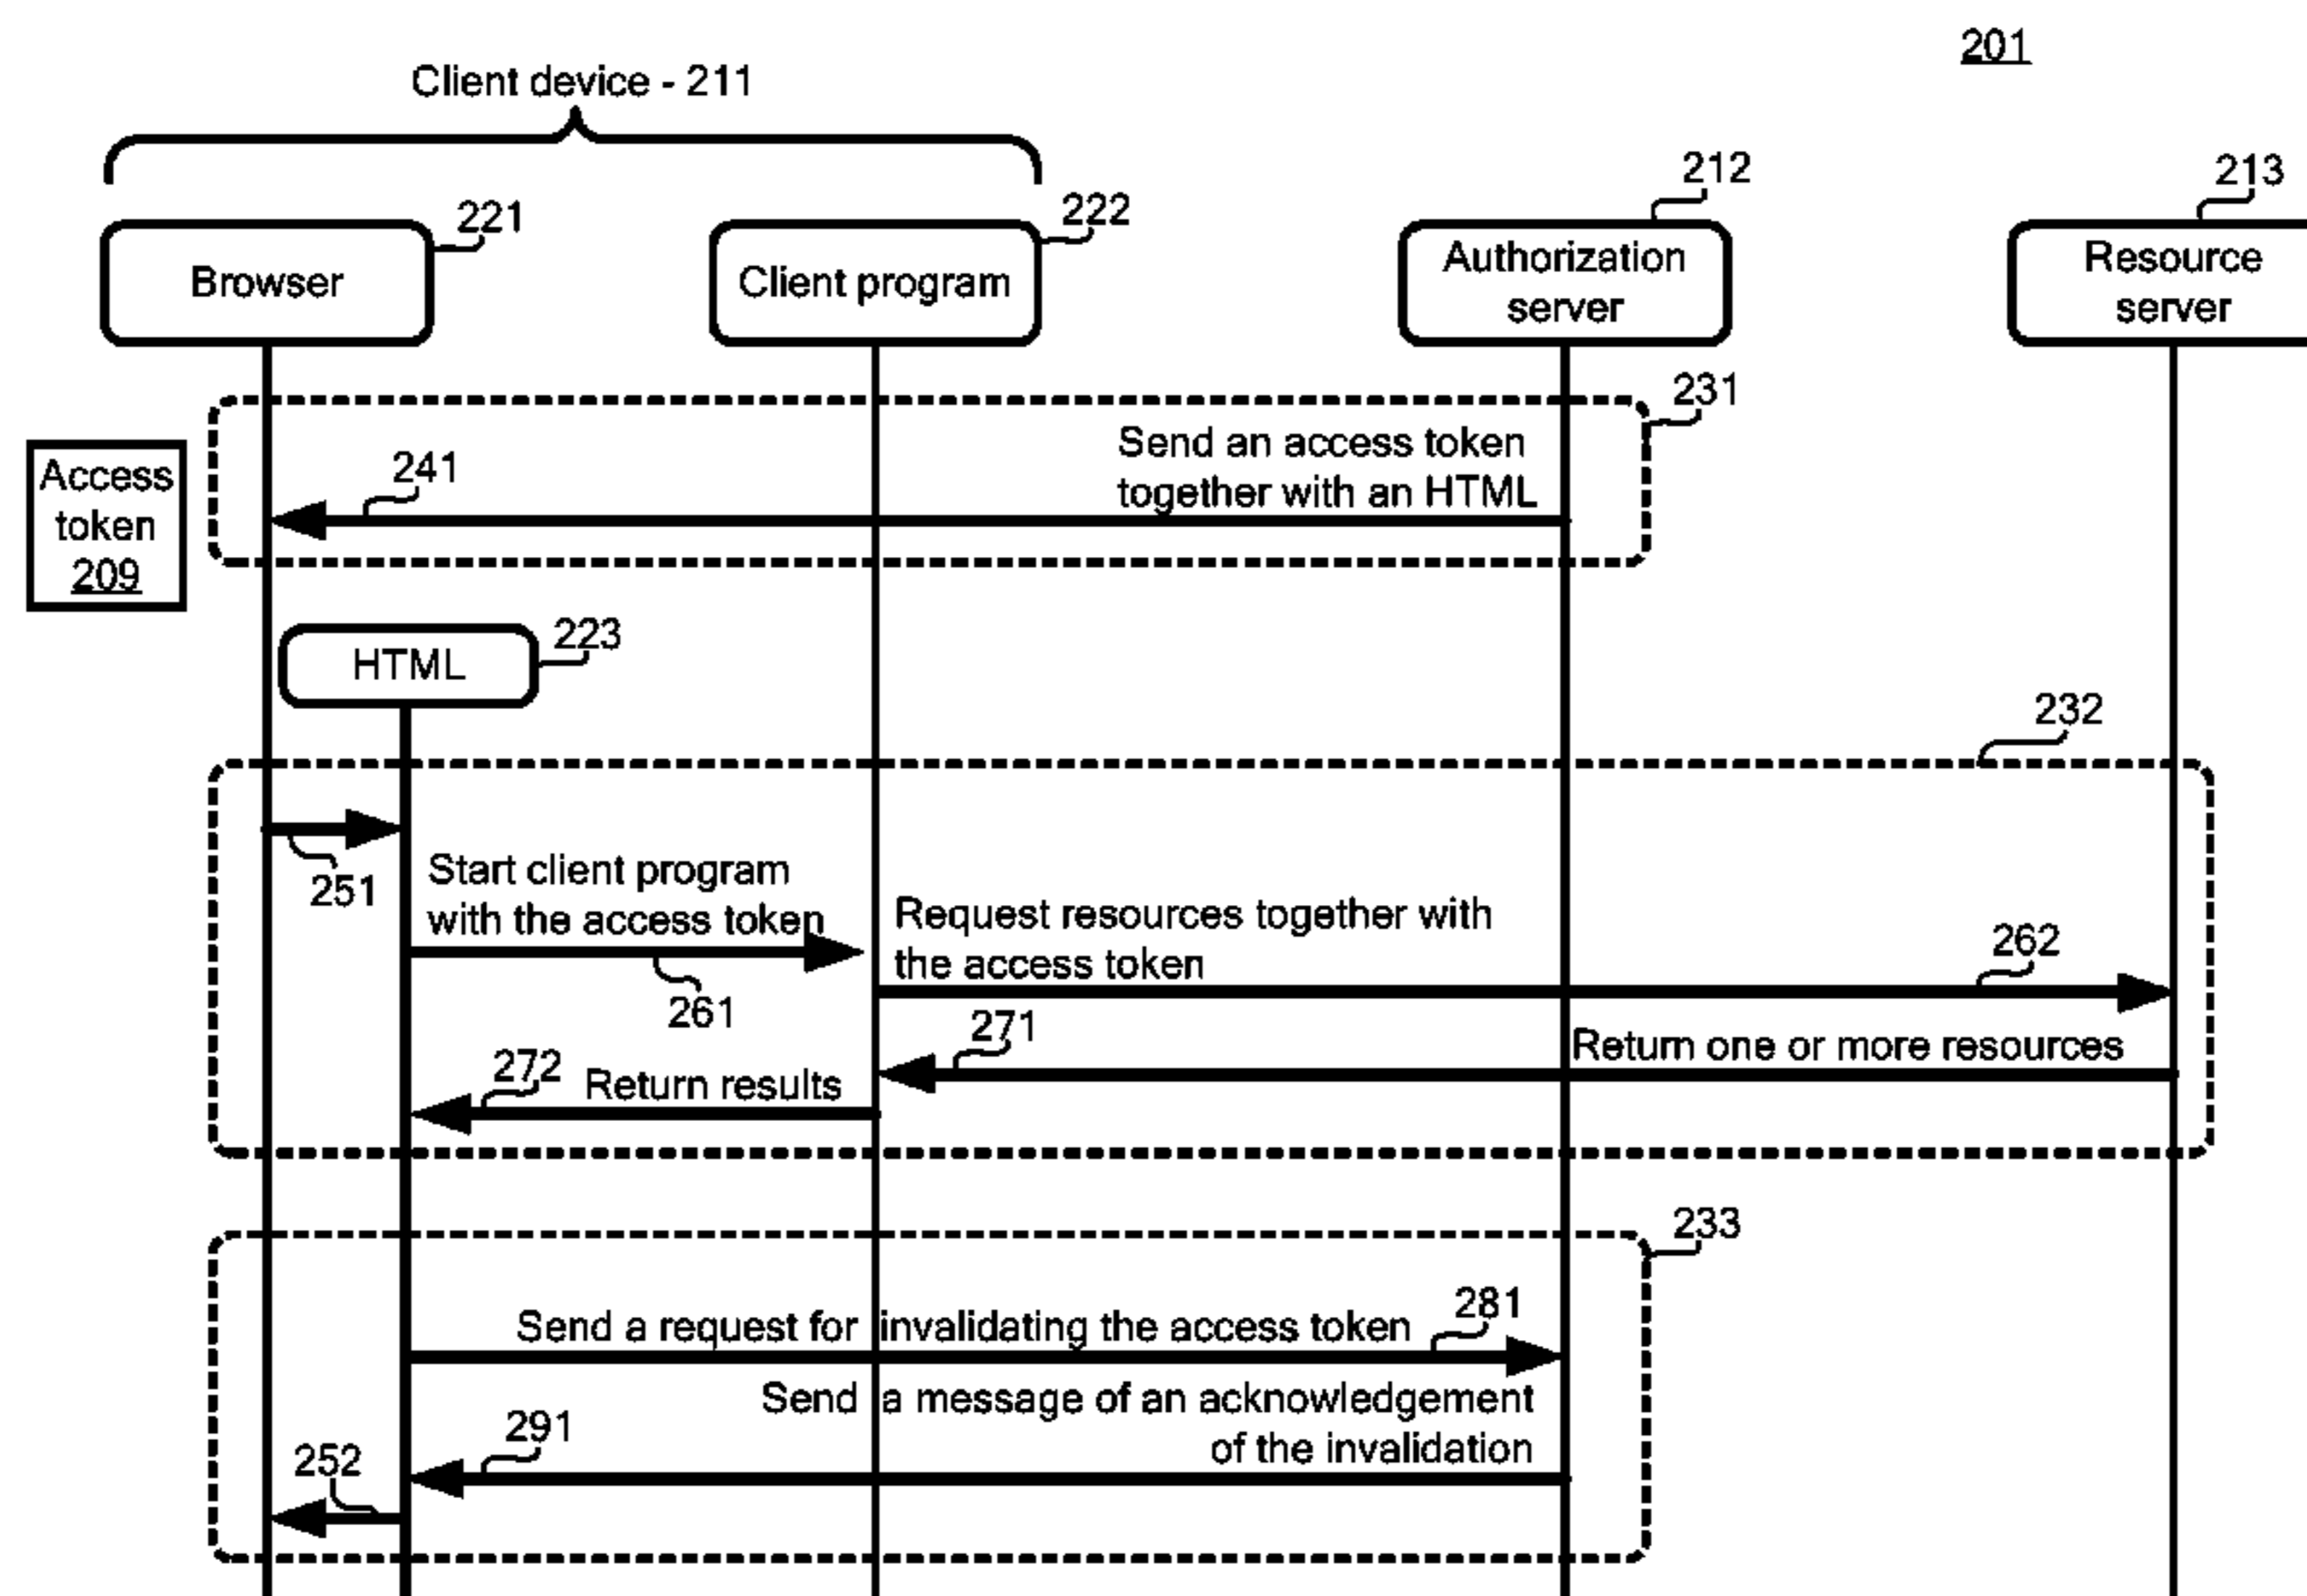 201
Client device - 211
221
222
212
213
Browser
Client program
Authorization
server
Resource
server
231
Send an access token
together with an HTML
241
Access
token
209
223
HTML
232
251
Start client program
with the access token
261
Request resources together with
the access token
262
271
Return one or more resources
272
Return results
233
Send a request for invalidating the access token
281
Send a message of an acknowledgement
of the invalidation
291
252